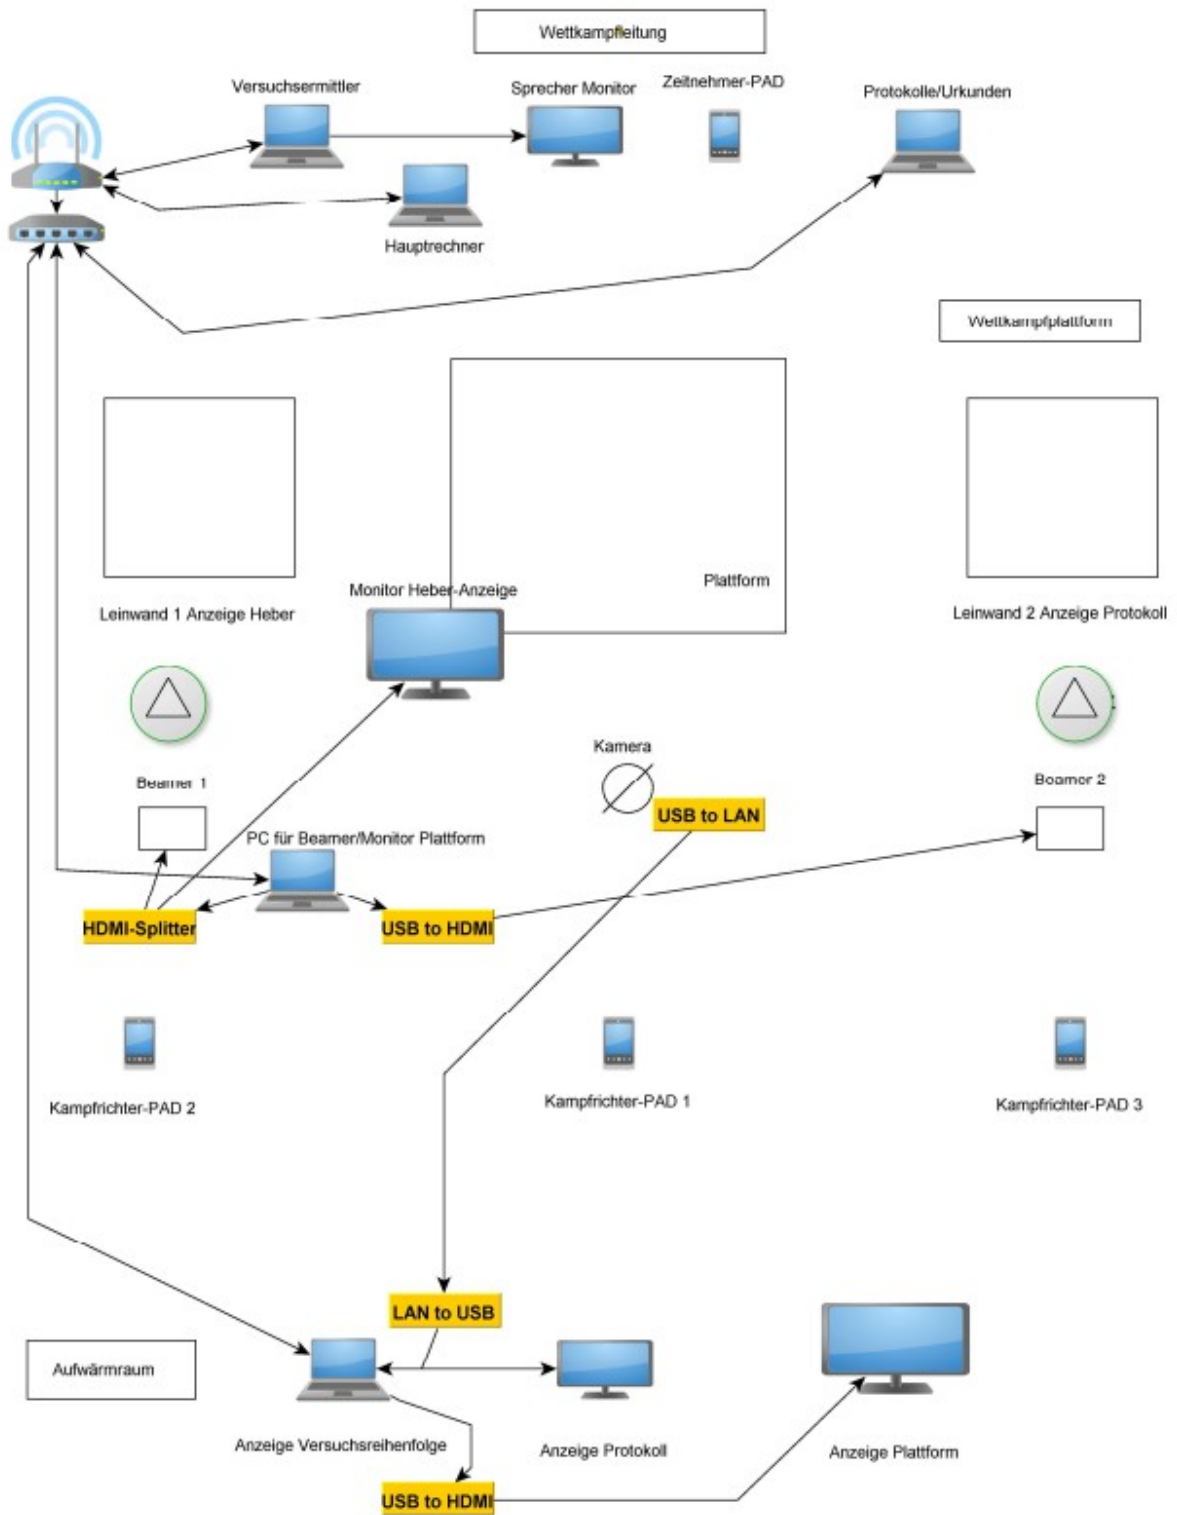 Wettkampfleitung
Versuchsermittler
Sprecher Monitor
Zeitnehmer-PAD
Protokolle/Urkunden
Hauptrechner
Wettkampfplattform
Plattform
Monitor Heber-Anzeige
Leinwand 1 Anzeige Heber
Leinwand 2 Anzeige Protokoll
Kamera
Beamer 1
Beamer 2
USB to LAN
PC für Beamer/Monitor Plattform
HDMI-Splitter
USB to HDMI
Kampfrichter-PAD 2
Kampfrichter-PAD 1
Kampfrichter-PAD 3
LAN to USB
Aufwärmraum
Anzeige Versuchsreihenfolge
Anzeige Protokoll
Anzeige Plattform
USB to HDMI